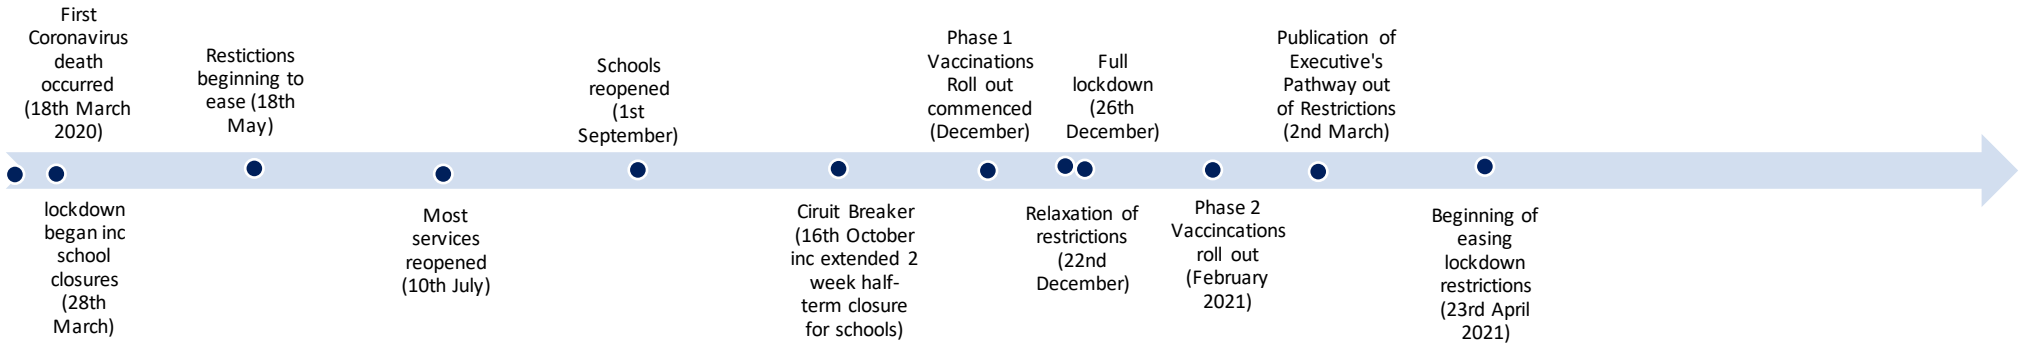 First
Coronavirus
death
occurred
(18th March
2020)
lockdown
began inc
school
closures
(28th
March)
Restictions
beginning to
ease (18th
May)
Most
services
reopened
(10th July)
Schools
reopened
(1st
September)
Ciruit Breaker
(16th October
inc extended 2
week half-
term closure
for schools)
Phase 1
Vaccinations
Roll out
commenced
(December)
Relaxation of
restrictions
(22nd
December)
Full
lockdown
(26th
December)
Phase 2
Vaccincations
roll out
(February
2021)
Publication of
Executive's
Pathway out
of Restrictions
(2nd March)
Beginning of
easing
lockdown
restrictions
(23rd April
2021)